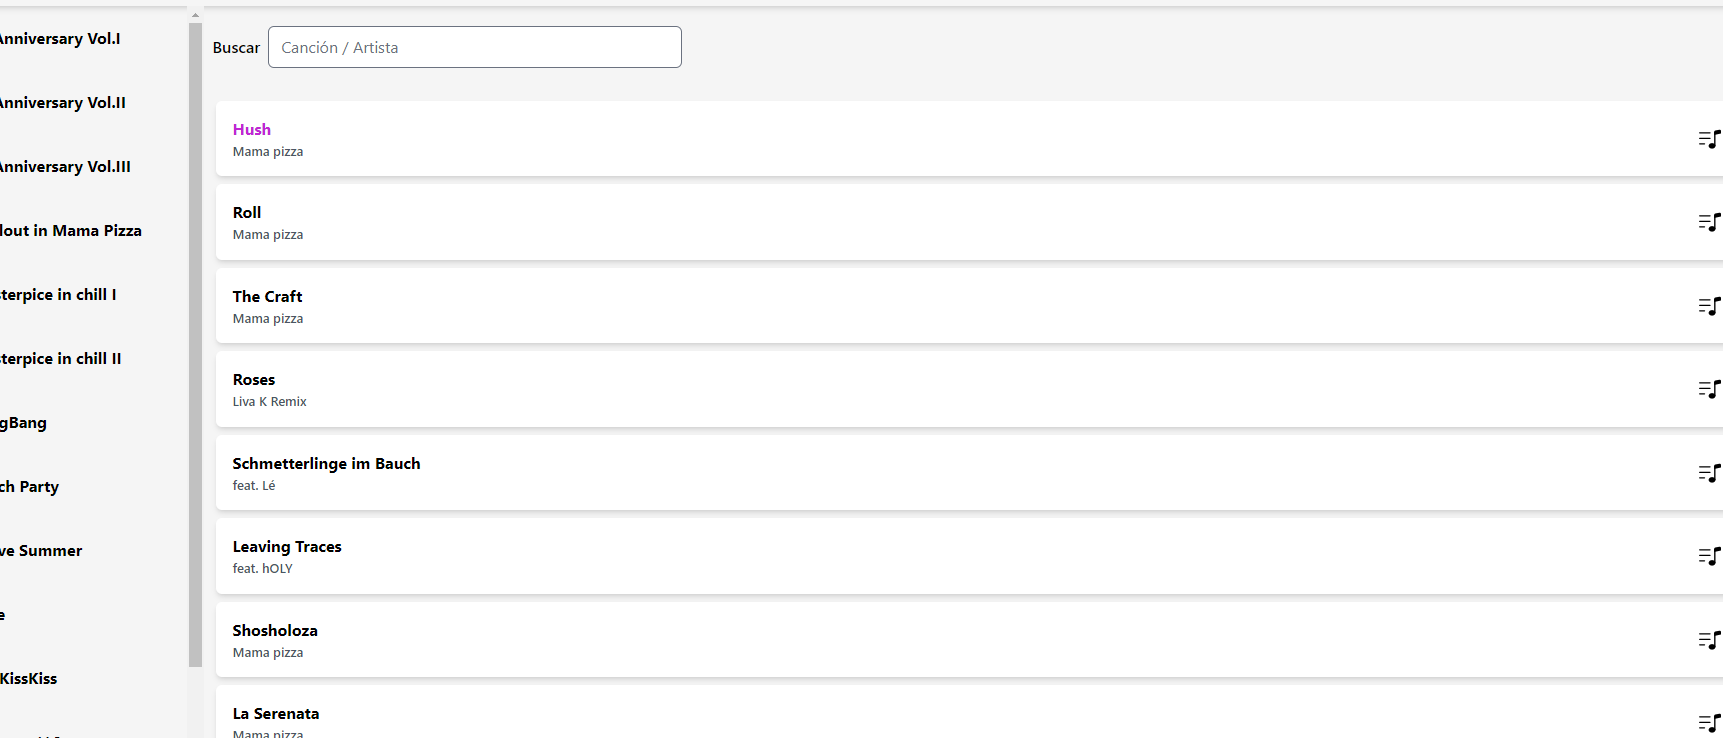 Anniversary Vol.I
Anniversary Vol.II
Anniversary Vol.III
lout in Mama Pizza
terpice in chill I
terpice in chill II
gBang
ch Party
ve Summer
e
KissKiss
Buscar
Canción / Artista
Hush
Mama pizza
Roll
Mama pizza
The Craft
Mama pizza
Roses
Liva K Remix
Schmetterlinge im Bauch
feat. Lé
Leaving Traces
feat. hOLY
Shosholoza
Mama pizza
La Serenata
Mama pizza